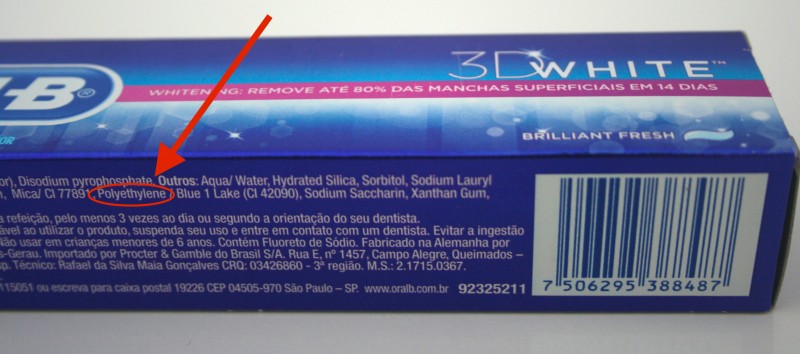 3D WHITE™
-B®
WHITENING: REMOVE ATÉ 80% DAS MANCHAS SUPERFICIAIS EM 14 DIAS
BRILLIANT FRESH
Disodium pyrophosphate, Outros: Aqua/ Water, Hydrated Silica, Sorbitol, Sodium Lauryl
Mica/ CI 77891, Polyethylene / Blue 1 Lake (CI 42090), Sodium Saccharin, Xanthan Gum,
a refeição, pelo menos 3 vezes ao dia ou segundo a orientação do seu dentista.
ao utilizar o produto, suspenda seu uso e entre em contato com um dentista. Evitar a ingestão
Não usar em crianças menores de 6 anos. Contém Fluoreto de Sódio. Fabricado na Alemanha por
s-Gerau. Importado por Procter & Gamble do Brasil S/A. Rua E, nº 1457, Campo Alegre, Queimados –
Técnico: Rafael da Silva Maia Gonçalves CRQ: 03426860 - 3ª região. M.S.: 2.1715.0367.
115051 ou escreva para caixa postal 19226 CEP 04505-970 São Paulo – SP. www.oralb.com.br 92325211
7 506295 388487